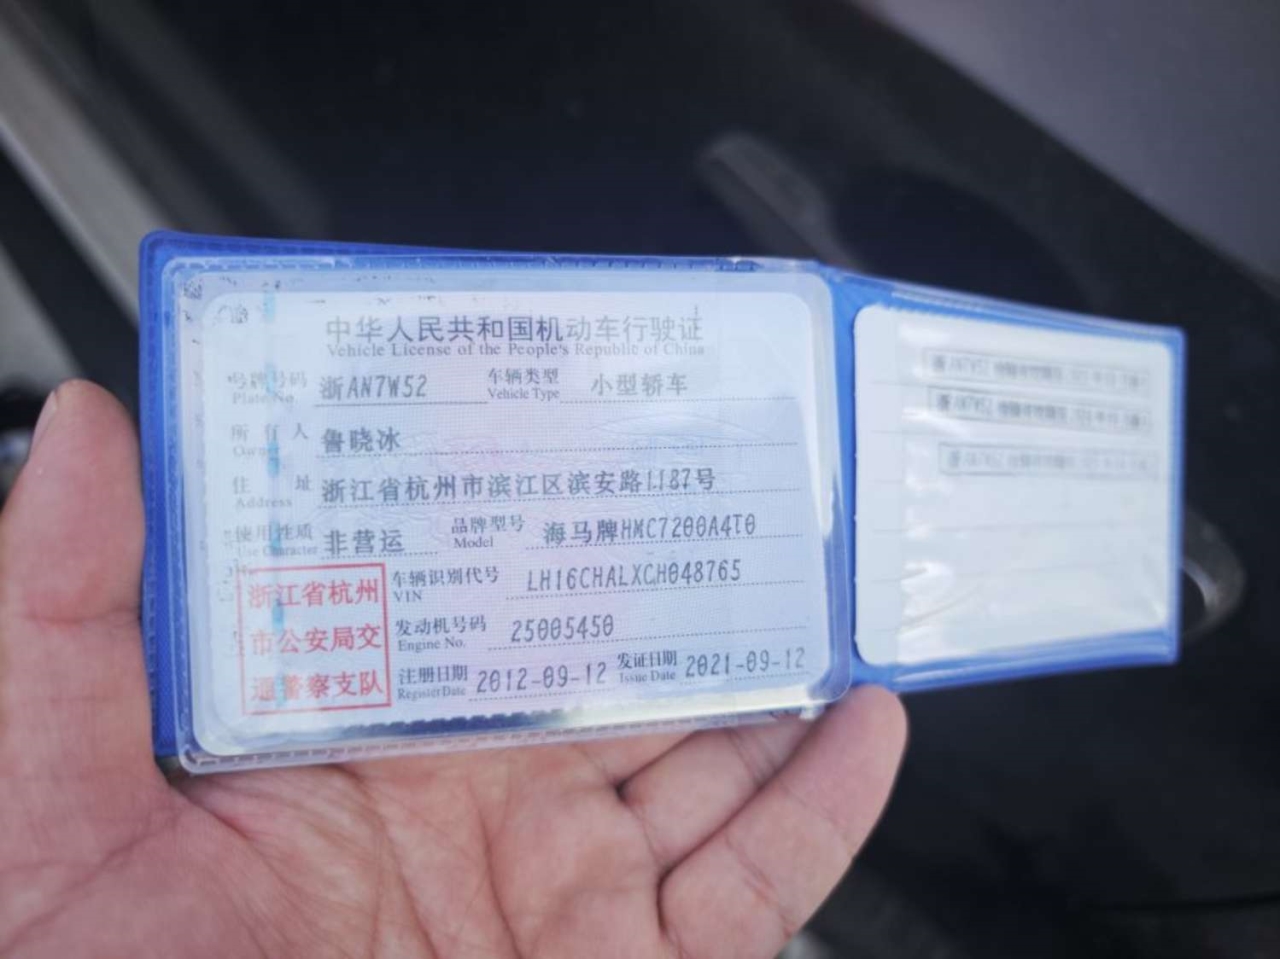 中华人民共和国机动车行驶证
Vehicle License of the People's Republic of China
号牌号码 浙AN7W52 车辆类型 小型轿车
Plate No. Vehicle Type
所有人 鲁晓冰
Owner
住址 浙江省杭州市滨江区滨安路1187号
Address
使用性质 非营运 品牌型号 海马牌HMC7200A4T0
Use Character Model
浙江省杭州
市公安局交
通警察支队
车辆识别代号 LH16CHALXCH048765
VIN
发动机号码 25005450
Engine No.
注册日期 2012-09-12 发证日期 2021-09-12
Register Date Issue Date